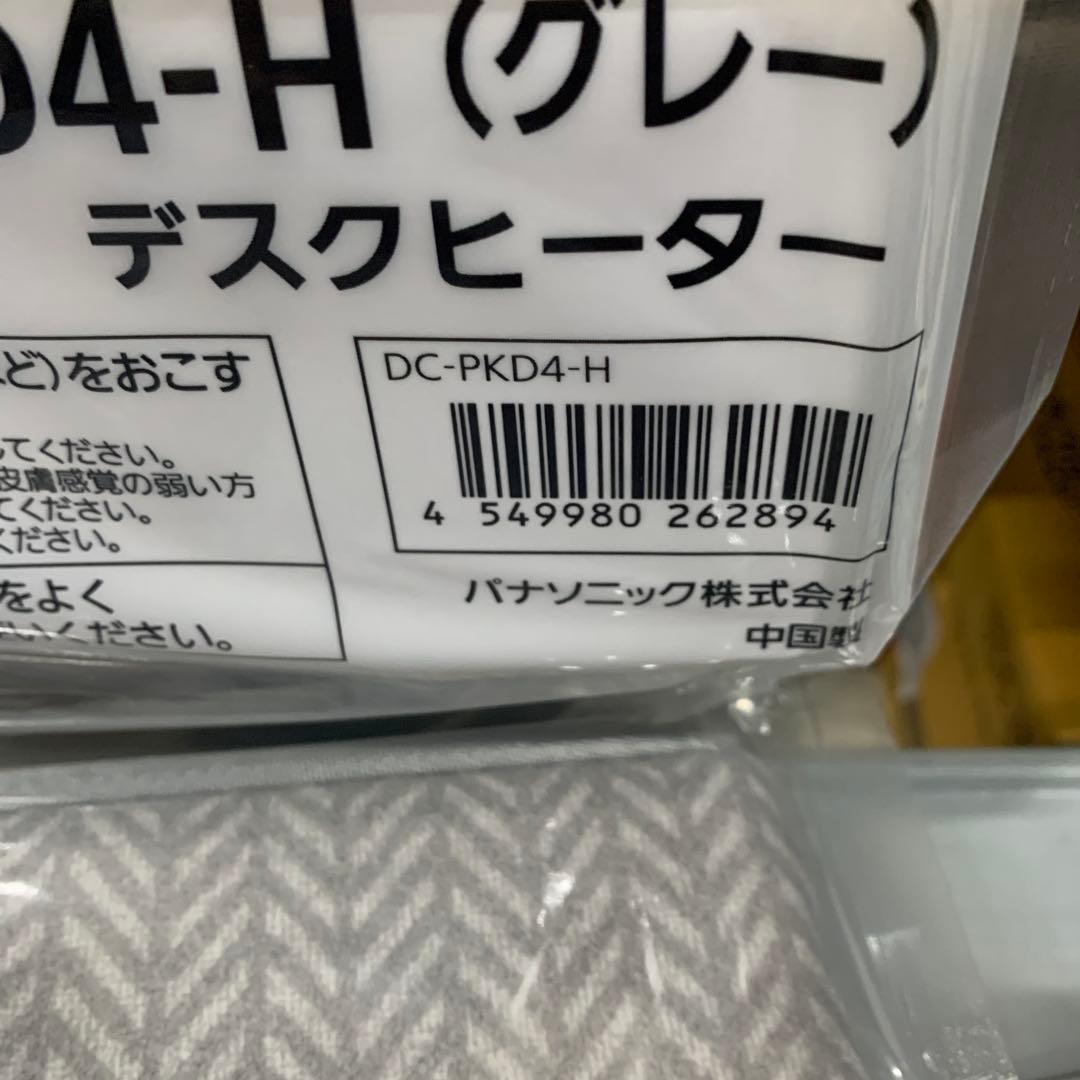 D4-H（グレー）
デスクヒーター
ど）をおこす
してください。
皮膚感覚の弱い方
てください。
ください。
をよく
ください。
DC-PKD4-H
4 549980 262894
パナソニック株式会社
中国製